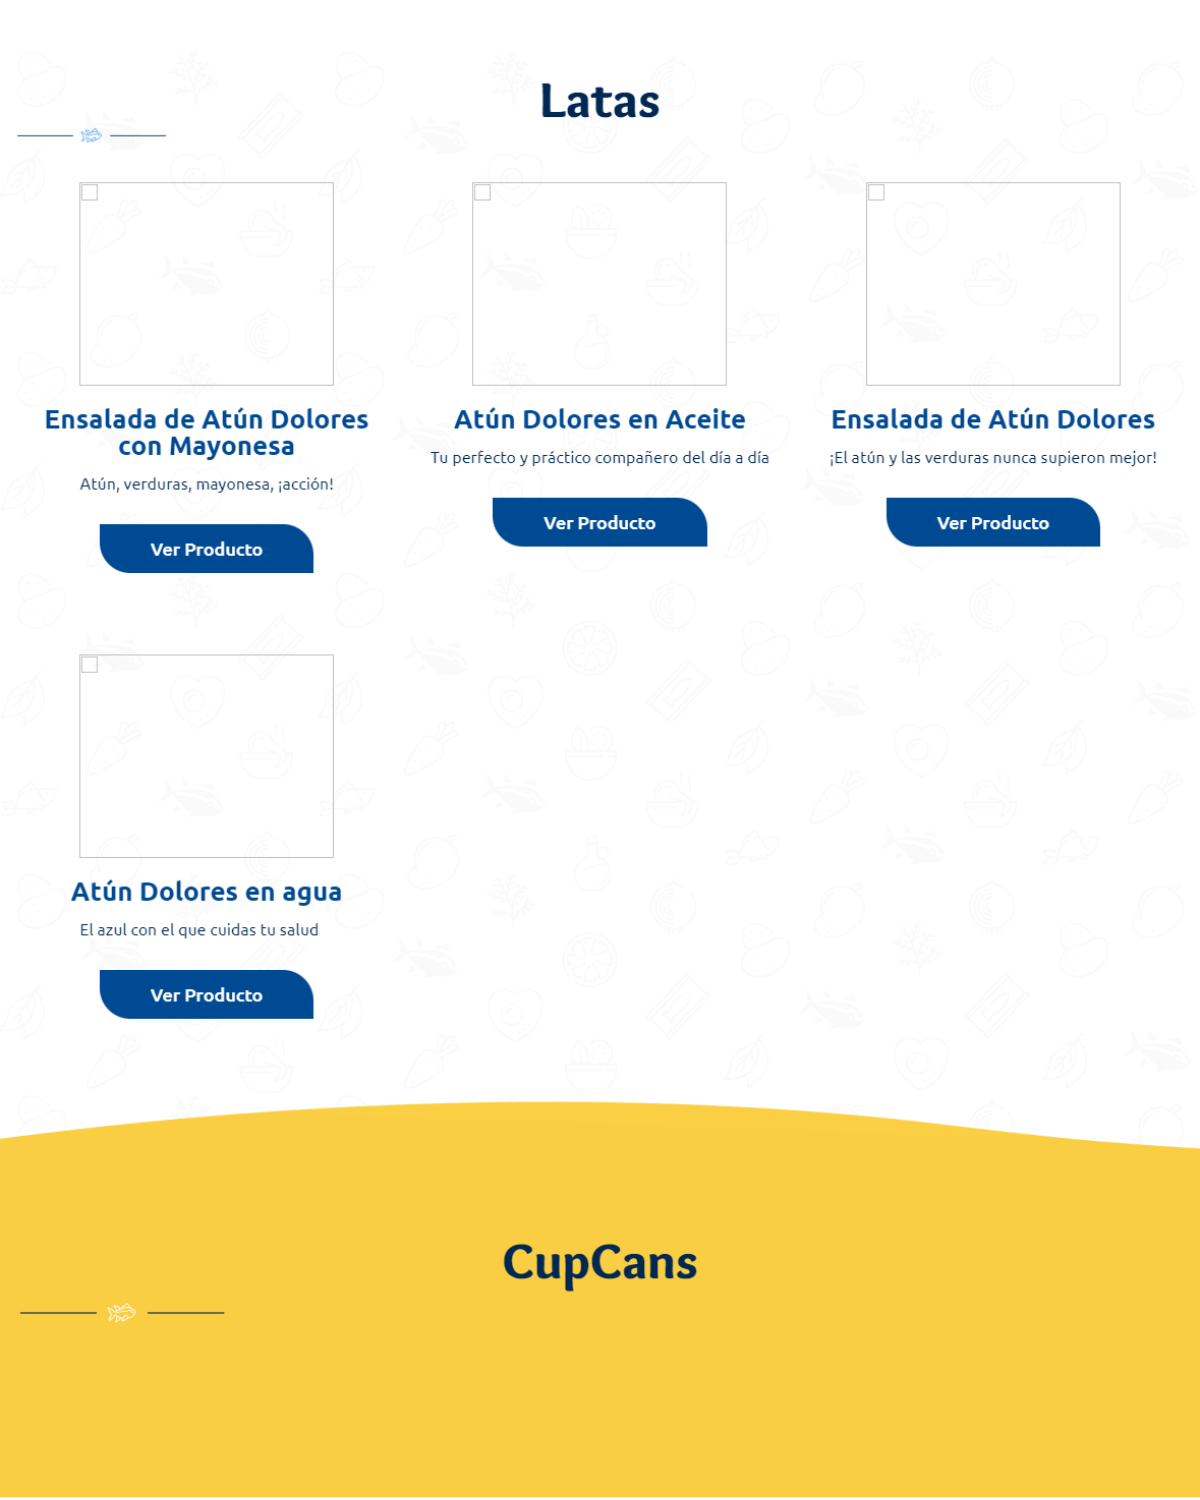 Latas
Ensalada de Atún Dolores
con Mayonesa
Atún, verduras, mayonesa, ¡acción!
Ver Producto
Atún Dolores en Aceite
Tu perfecto y práctico compañero del día a día
Ver Producto
Ensalada de Atún Dolores
¡El atún y las verduras nunca supieron mejor!
Ver Producto
Atún Dolores en agua
El azul con el que cuidas tu salud
Ver Producto
CupCans